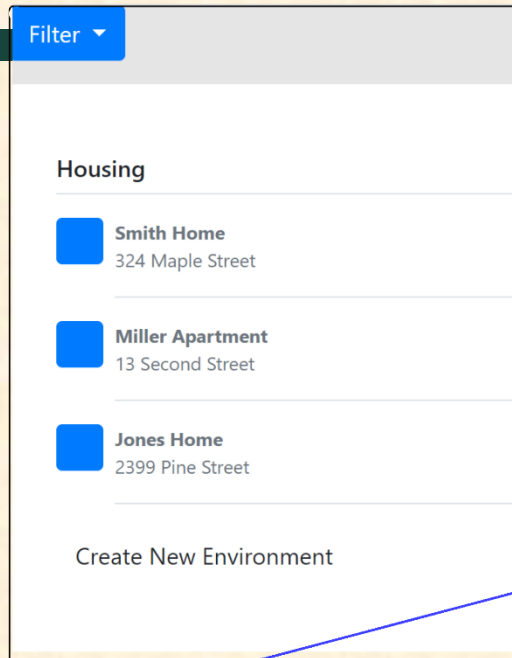 Filter
Housing
Smith Home
324 Maple Street
Miller Apartment
13 Second Street
Jones Home
2399 Pine Street
Create New Environment